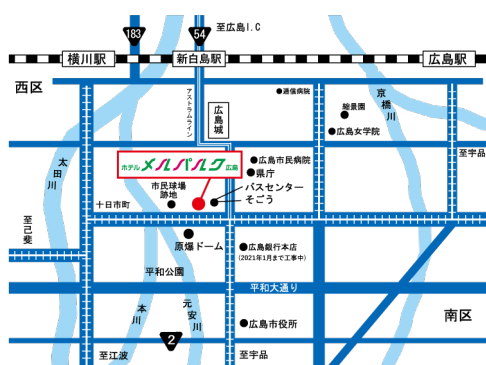 183
54
至広島I.C
横川駅
新白島駅
広島駅
西区
アストラムライン
広島城
通信病院
縮景園
京橋川
広島女学院
太田川
ホテル メルパルク 広島
広島市民病院
県庁
至宇品
市民球場
跡地
バスセンター
そごう
十日市町
至己斐
原爆ドーム
広島銀行本店
(2021年1月まで工事中)
平和公園
平和大通り
本川
元安川
南区
2
広島市役所
至江波
至宇品